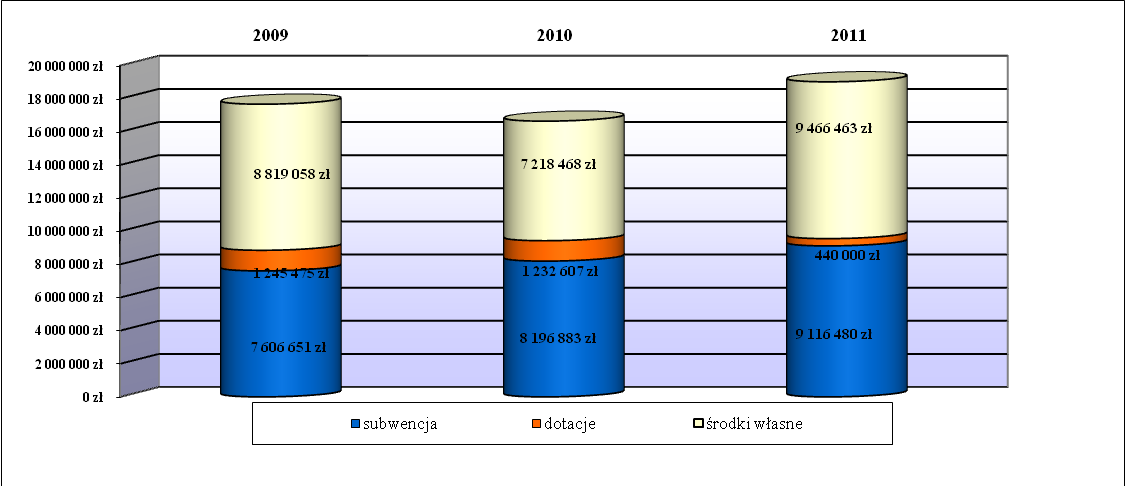 2009 2010 2011
20 000 000 zł
18 000 000 zł
16 000 000 zł
14 000 000 zł
12 000 000 zł
10 000 000 zł
8 000 000 zł
6 000 000 zł
4 000 000 zł
2 000 000 zł
0 zł
8 819 058 zł
1 245 475 zł
7 606 651 zł
7 218 468 zł
1 232 607 zł
8 196 883 zł
9 466 463 zł
440 000 zł
9 116 480 zł
subwencja dotacje środki własne